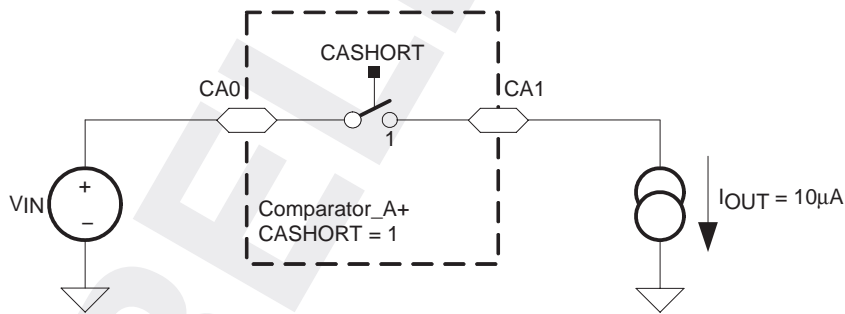 CASHORT
CA0
CA1
1
VIN
+
−
Comparator_A+
CASHORT = 1
IOUT = 10μA